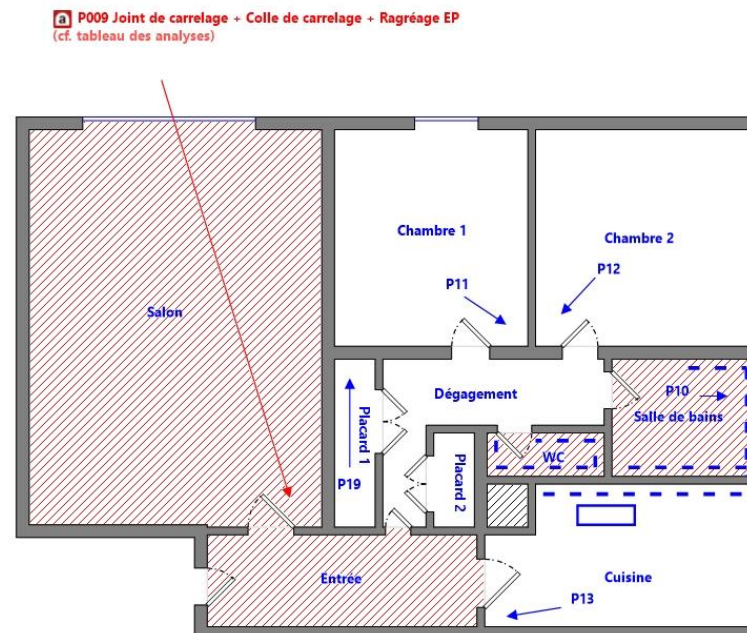 a P009 Joint de carrelage + Colle de carrelage + Ragréage EP
(cf. tableau des analyses)
Chambre 1
Chambre 2
P12
P11
Salon
Dégagement
P10
Salle de bains
Placard 1
WC
Placard 2
P19
Entrée
Cuisine
P13